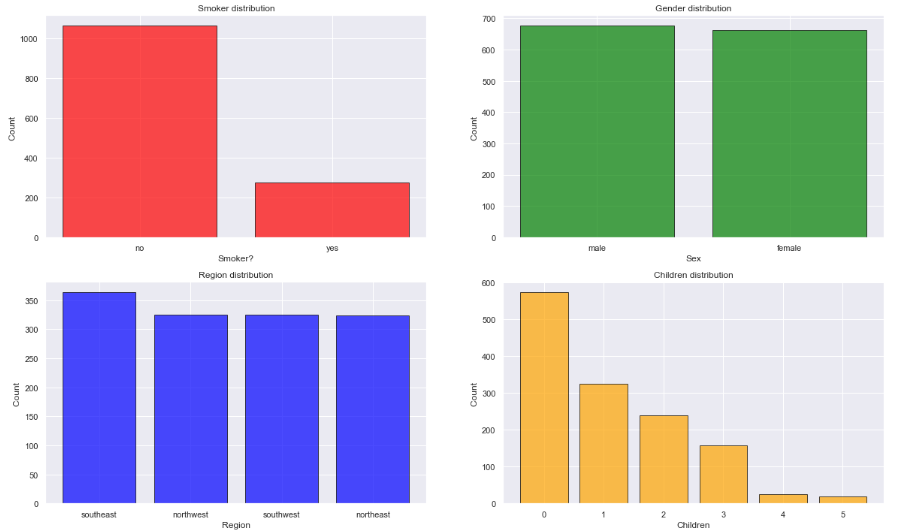 Smoker distribution
Count
1000
800
600
400
200
0
no yes
Smoker?
Gender distribution
Count
700
600
500
400
300
200
100
0
male female
Sex
Region distribution
Count
350
300
250
200
150
100
50
0
southeast northwest southwest northeast
Region
Children distribution
Count
600
500
400
300
200
100
0
0 1 2 3 4 5
Children